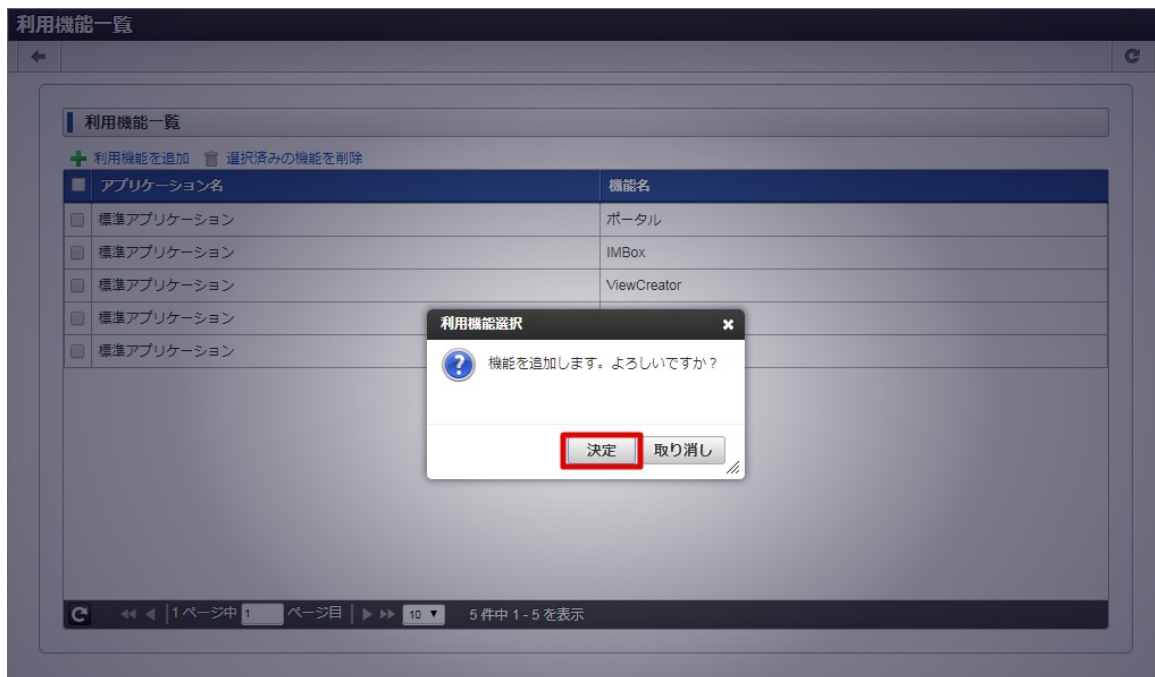 利用機能一覧
利用機能一覧
利用機能を追加 選択済みの機能を削除
アプリケーション名 機能名
標準アプリケーション ポータル
標準アプリケーション IMBox
標準アプリケーション ViewCreator
標準アプリケーション
標準アプリケーション
利用機能選択
機能を追加します。よろしいですか?
決定 取り消し
1ページ中 1 ページ目 10 5 件中 1 - 5 を表示